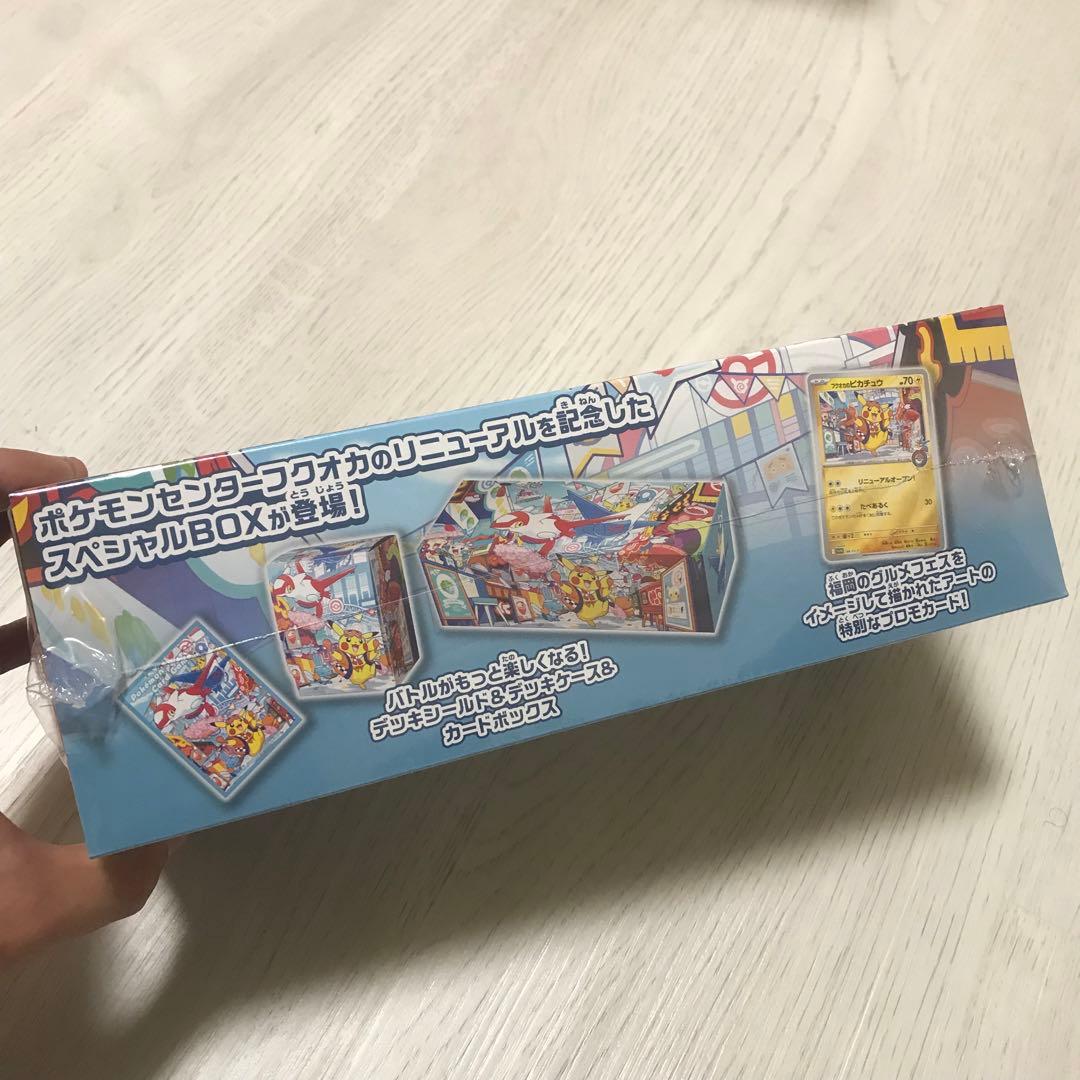 ポケモンセンターフクオカのリニューアルを記念した
スペシャルBOXが登場！
バトルがもっと楽しくなる！
デッキシールド&デッキケース&
カードボックス
フクオカのピカチュウ
HP70
リニューアルオープン！
たべあるく
30
福岡のグルメフェスを
イメージして描かれたアートの
特別なプロモカード！